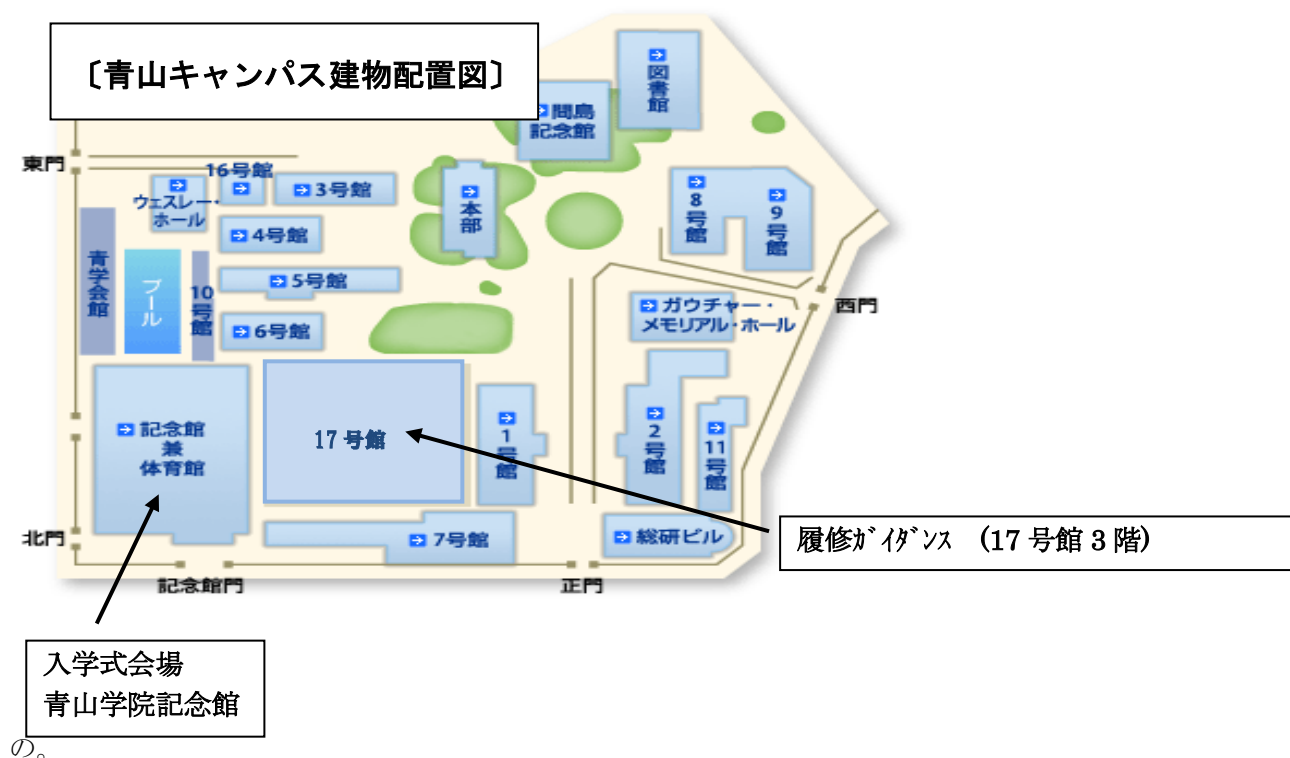 〔青山キャンパス建物配置図〕
図書館
間島
記念館
東門
16号館
3号館
ウェスレー・
ホール
本部
8号館
9号館
4号館
青学会館
プール
10号館
5号館
6号館
ガウチャー・
メモリアル・ホール
西門
記念館
兼
体育館
17号館
1号館
2号館
11号館
北門
7号館
総研ビル
履修ｶﾞｲﾀﾞﾝｽ (17号館3階)
記念館門
正門
入学式会場
青山学院記念館
の。